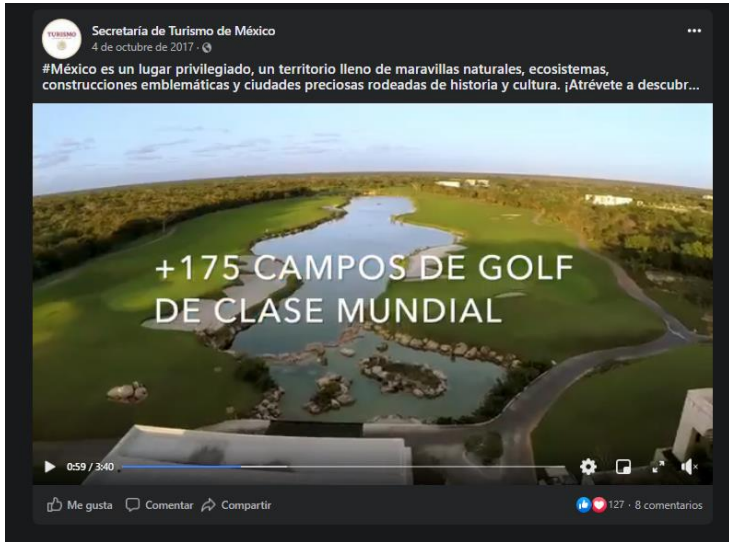 TURISMO
Secretaría de Turismo de México
4 de octubre de 2017 ·
#México es un lugar privilegiado, un territorio lleno de maravillas naturales, ecosistemas,
construcciones emblemáticas y ciudades preciosas rodeadas de historia y cultura. ¡Atrévete a descubr...
+175 CAMPOS DE GOLF
DE CLASE MUNDIAL
0:59 / 3:40
Me gusta Comentar Compartir 127 · 8 comentarios